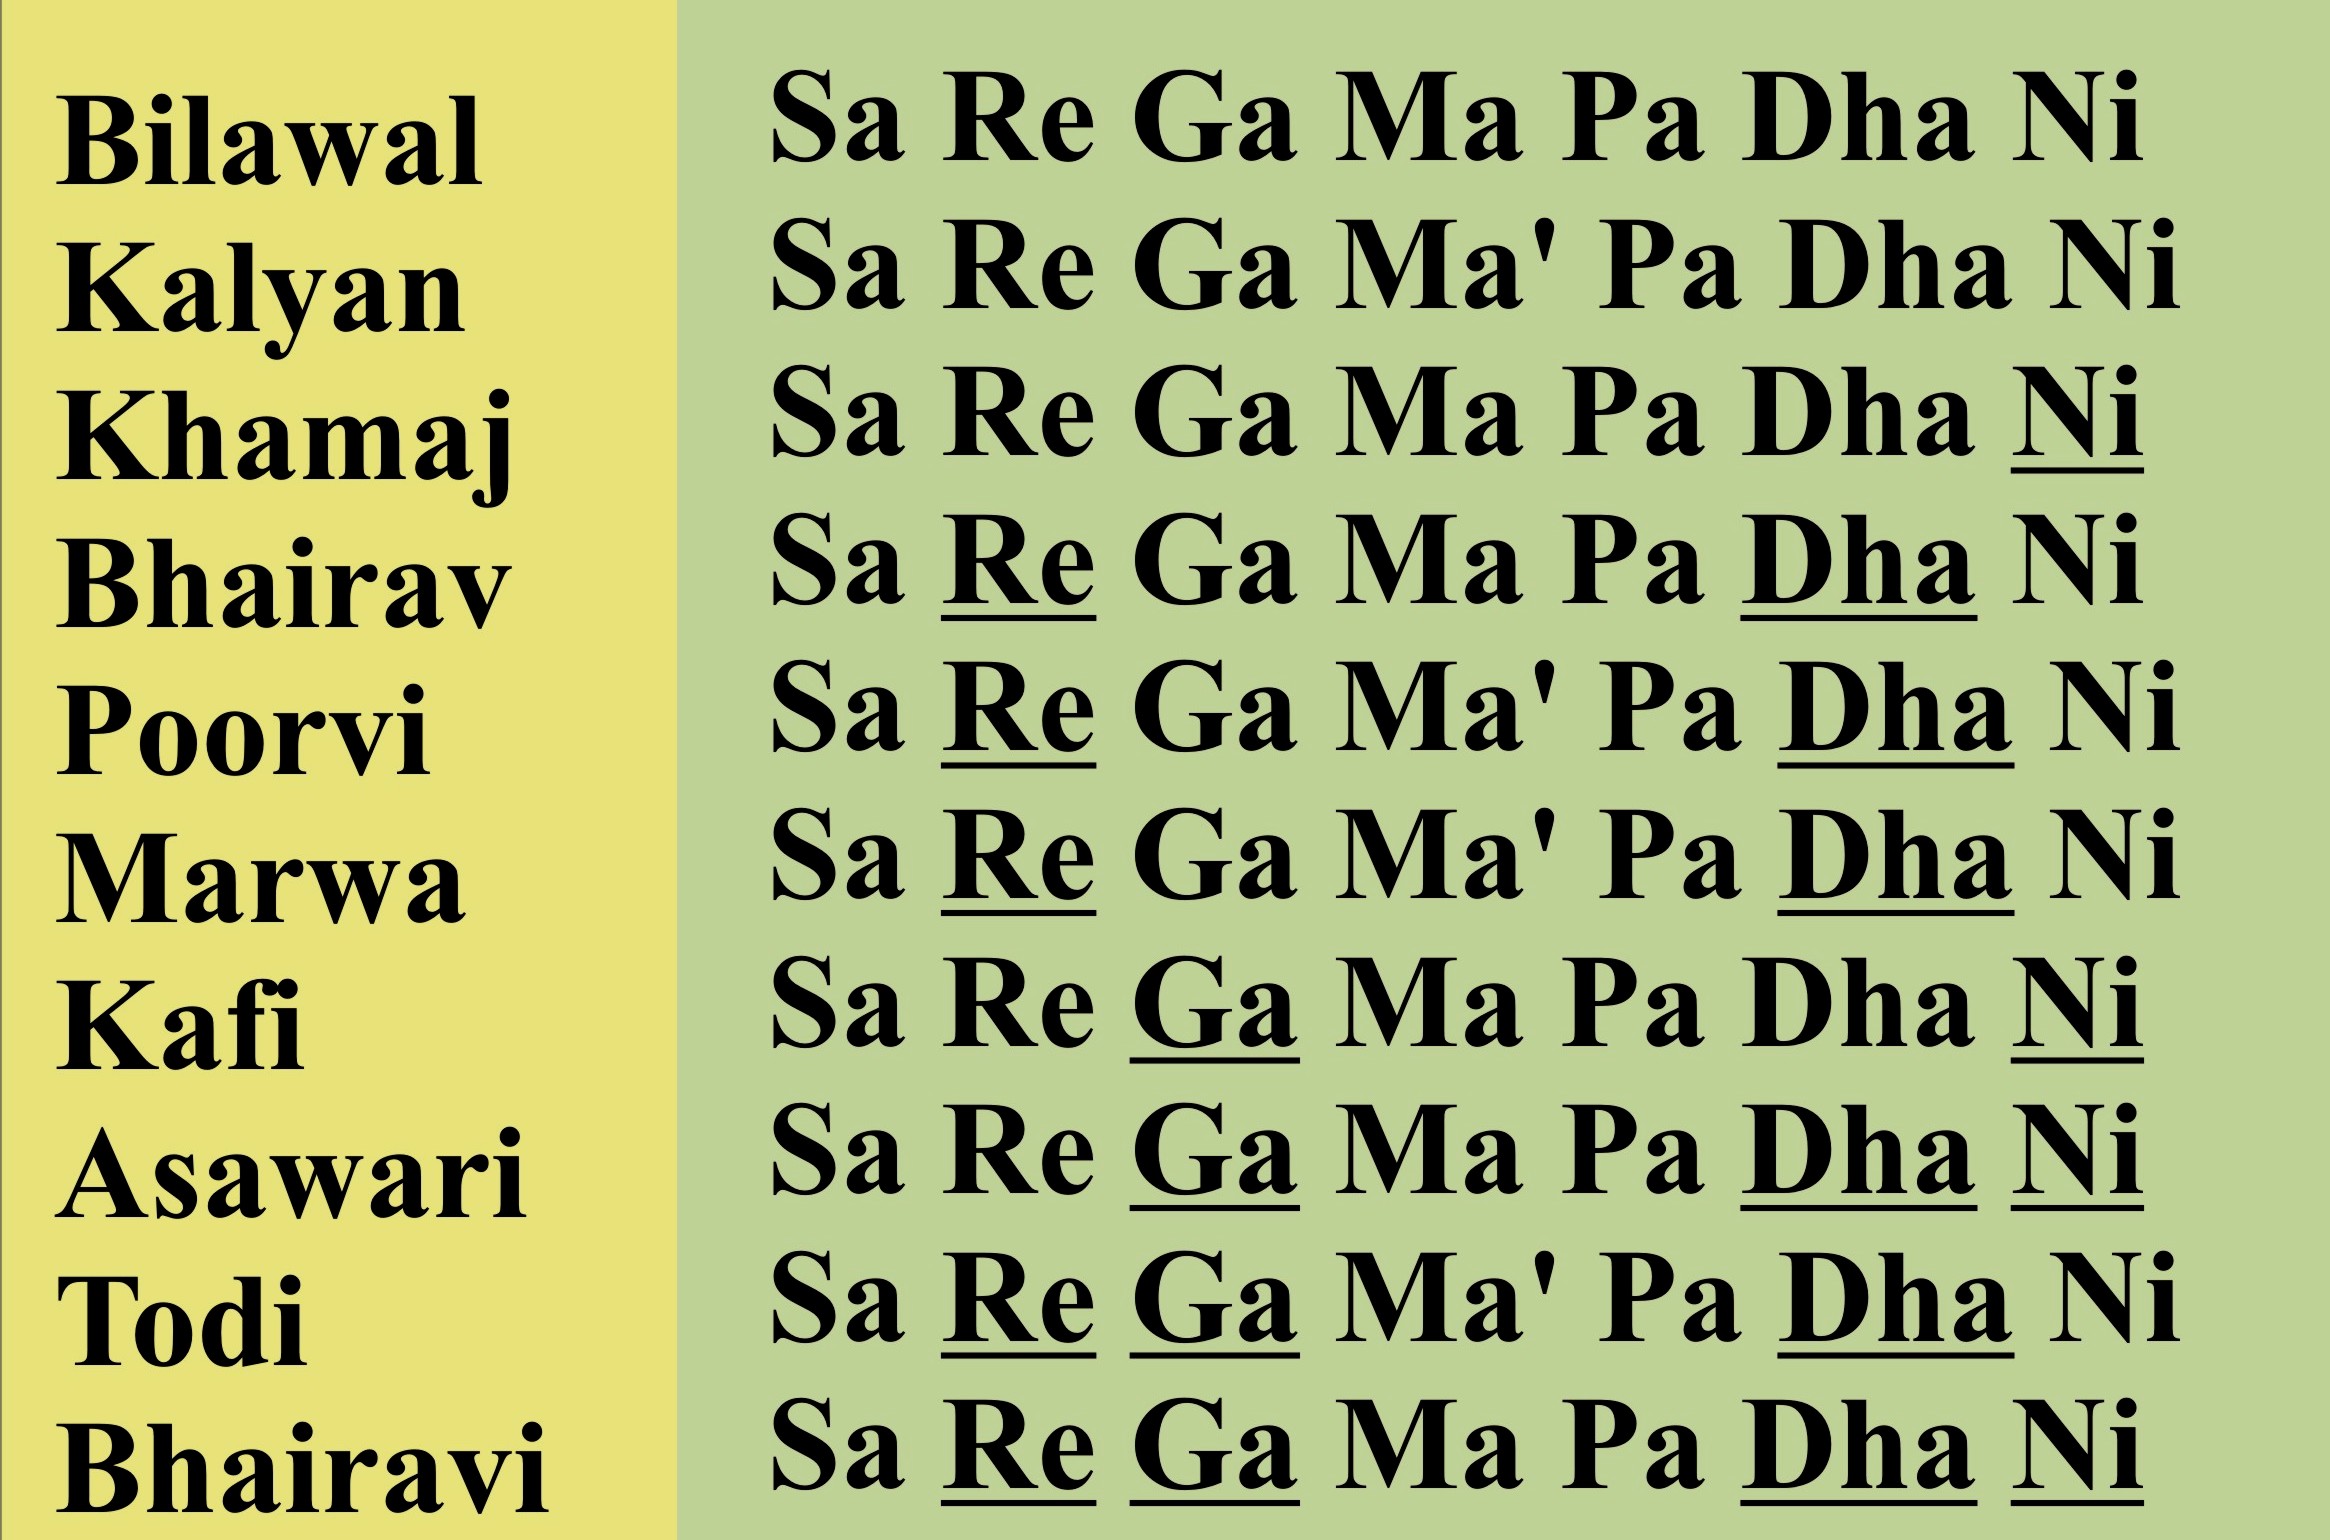 Bilawal Sa Re Ga Ma Pa Dha Ni
Kalyan Sa Re Ga Ma' Pa Dha Ni
Khamaj Sa Re Ga Ma Pa Dha Ni
Bhairav Sa Re Ga Ma Pa Dha Ni
Poorvi Sa Re Ga Ma' Pa Dha Ni
Marwa Sa Re Ga Ma' Pa Dha Ni
Kafi Sa Re Ga Ma Pa Dha Ni
Asawari Sa Re Ga Ma Pa Dha Ni
Todi Sa Re Ga Ma' Pa Dha Ni
Bhairavi Sa Re Ga Ma Pa Dha Ni